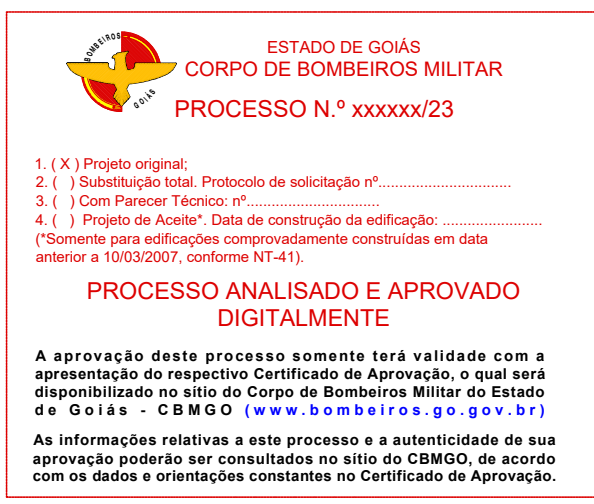 BOMBEIROS
GOIÁS
ESTADO DE GOIÁS
CORPO DE BOMBEIROS MILITAR
PROCESSO N.º xxxxxx/23
1. ( X ) Projeto original;
2. (   ) Substituição total. Protocolo de solicitação nº................................
3. (   ) Com Parecer Técnico: nº................................
4. (   )  Projeto de Aceite*. Data de construção da edificação: ........................
(*Somente para edificações comprovadamente construídas em data
anterior a 10/03/2007, conforme NT-41).
PROCESSO ANALISADO E APROVADO
DIGITALMENTE
A aprovação deste processo somente terá validade com a
apresentação do respectivo Certificado de Aprovação, o qual será
disponibilizado no sítio do Corpo de Bombeiros Militar do Estado
de Goiás - CBMGO (www.bombeiros.go.gov.br)
As informações relativas a este processo e a autenticidade de sua
aprovação poderão ser consultados no sítio do CBMGO, de acordo
com os dados e orientações constantes no Certificado de Aprovação.